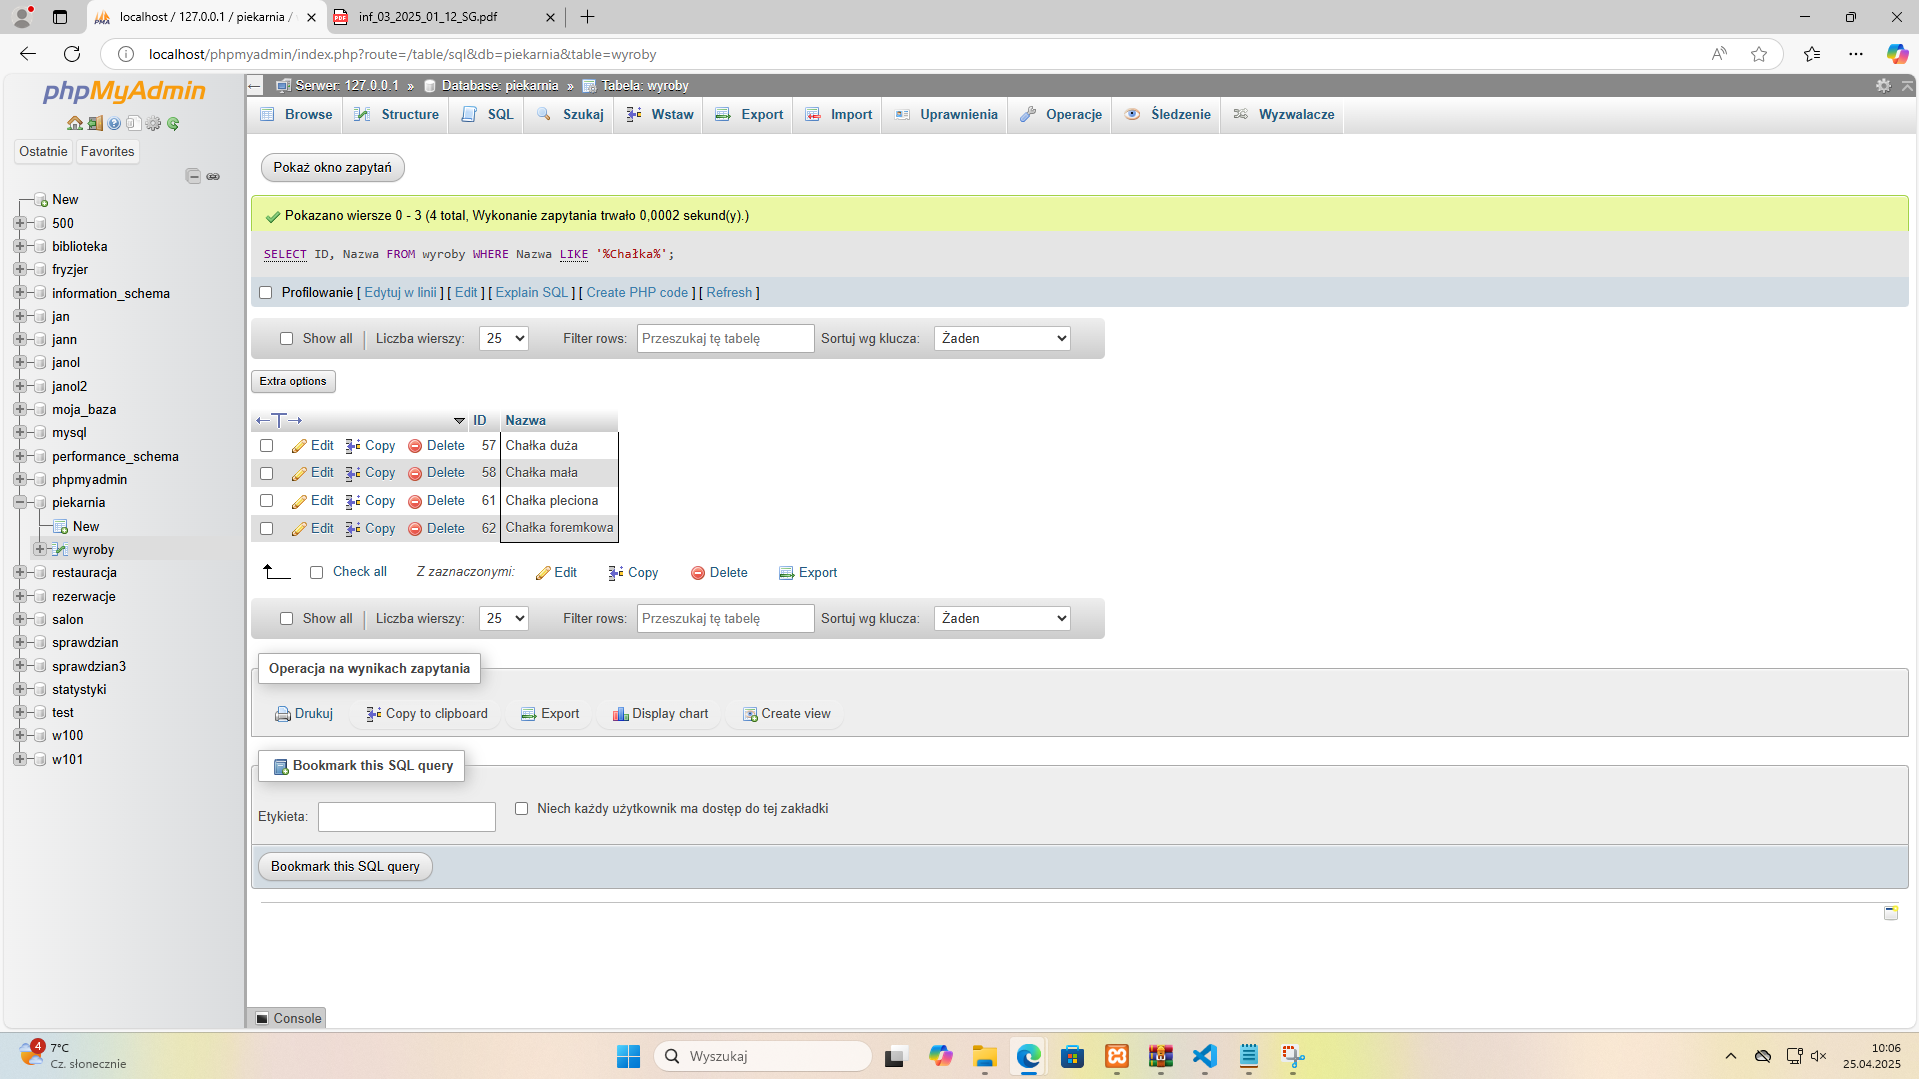 localhost / 127.0.0.1 / piekarnia /
inf_03_2025_01_12_SG.pdf
localhost/phpmyadmin/index.php?route=/table/sql&db=piekarnia&table=wyroby
phpMyAdmin
Ostatnie Favorites
New
500
biblioteka
fryzjer
information_schema
jan
jann
janol
janol2
moja_baza
mysql
performance_schema
phpmyadmin
piekarnia
New
wyroby
restauracja
rezerwacje
salon
sprawdzian
sprawdzian3
statystyki
test
w100
w101
Serwer: 127.0.0.1 » Database: piekarnia » Tabela: wyroby
Browse Structure SQL Szukaj Wstaw Export Import Uprawnienia Operacje Śledzenie Wyzwalacze
Pokaż okno zapytań
Pokazano wiersze 0 - 3 (4 total, Wykonanie zapytania trwało 0,0002 sekund(y).)
SELECT ID, Nazwa FROM wyroby WHERE Nazwa LIKE '%Chałka%';
Profilowanie [ Edytuj w linii ] [ Edit ] [ Explain SQL ] [ Create PHP code ] [ Refresh ]
Show all Liczba wierszy: 25 Filter rows: Przeszukaj tę tabelę Sortuj wg klucza: Żaden
Extra options
←T→ ID Nazwa
Edit Copy Delete 57 Chałka duża
Edit Copy Delete 58 Chałka mała
Edit Copy Delete 61 Chałka pleciona
Edit Copy Delete 62 Chałka foremkowa
Check all Z zaznaczonymi: Edit Copy Delete Export
Show all Liczba wierszy: 25 Filter rows: Przeszukaj tę tabelę Sortuj wg klucza: Żaden
Operacja na wynikach zapytania
Drukuj Copy to clipboard Export Display chart Create view
Bookmark this SQL query
Etykieta: Niech każdy użytkownik ma dostęp do tej zakładki
Bookmark this SQL query
Console
4 7°C
Cz. słonecznie
Wyszukaj
10:06
25.04.2025